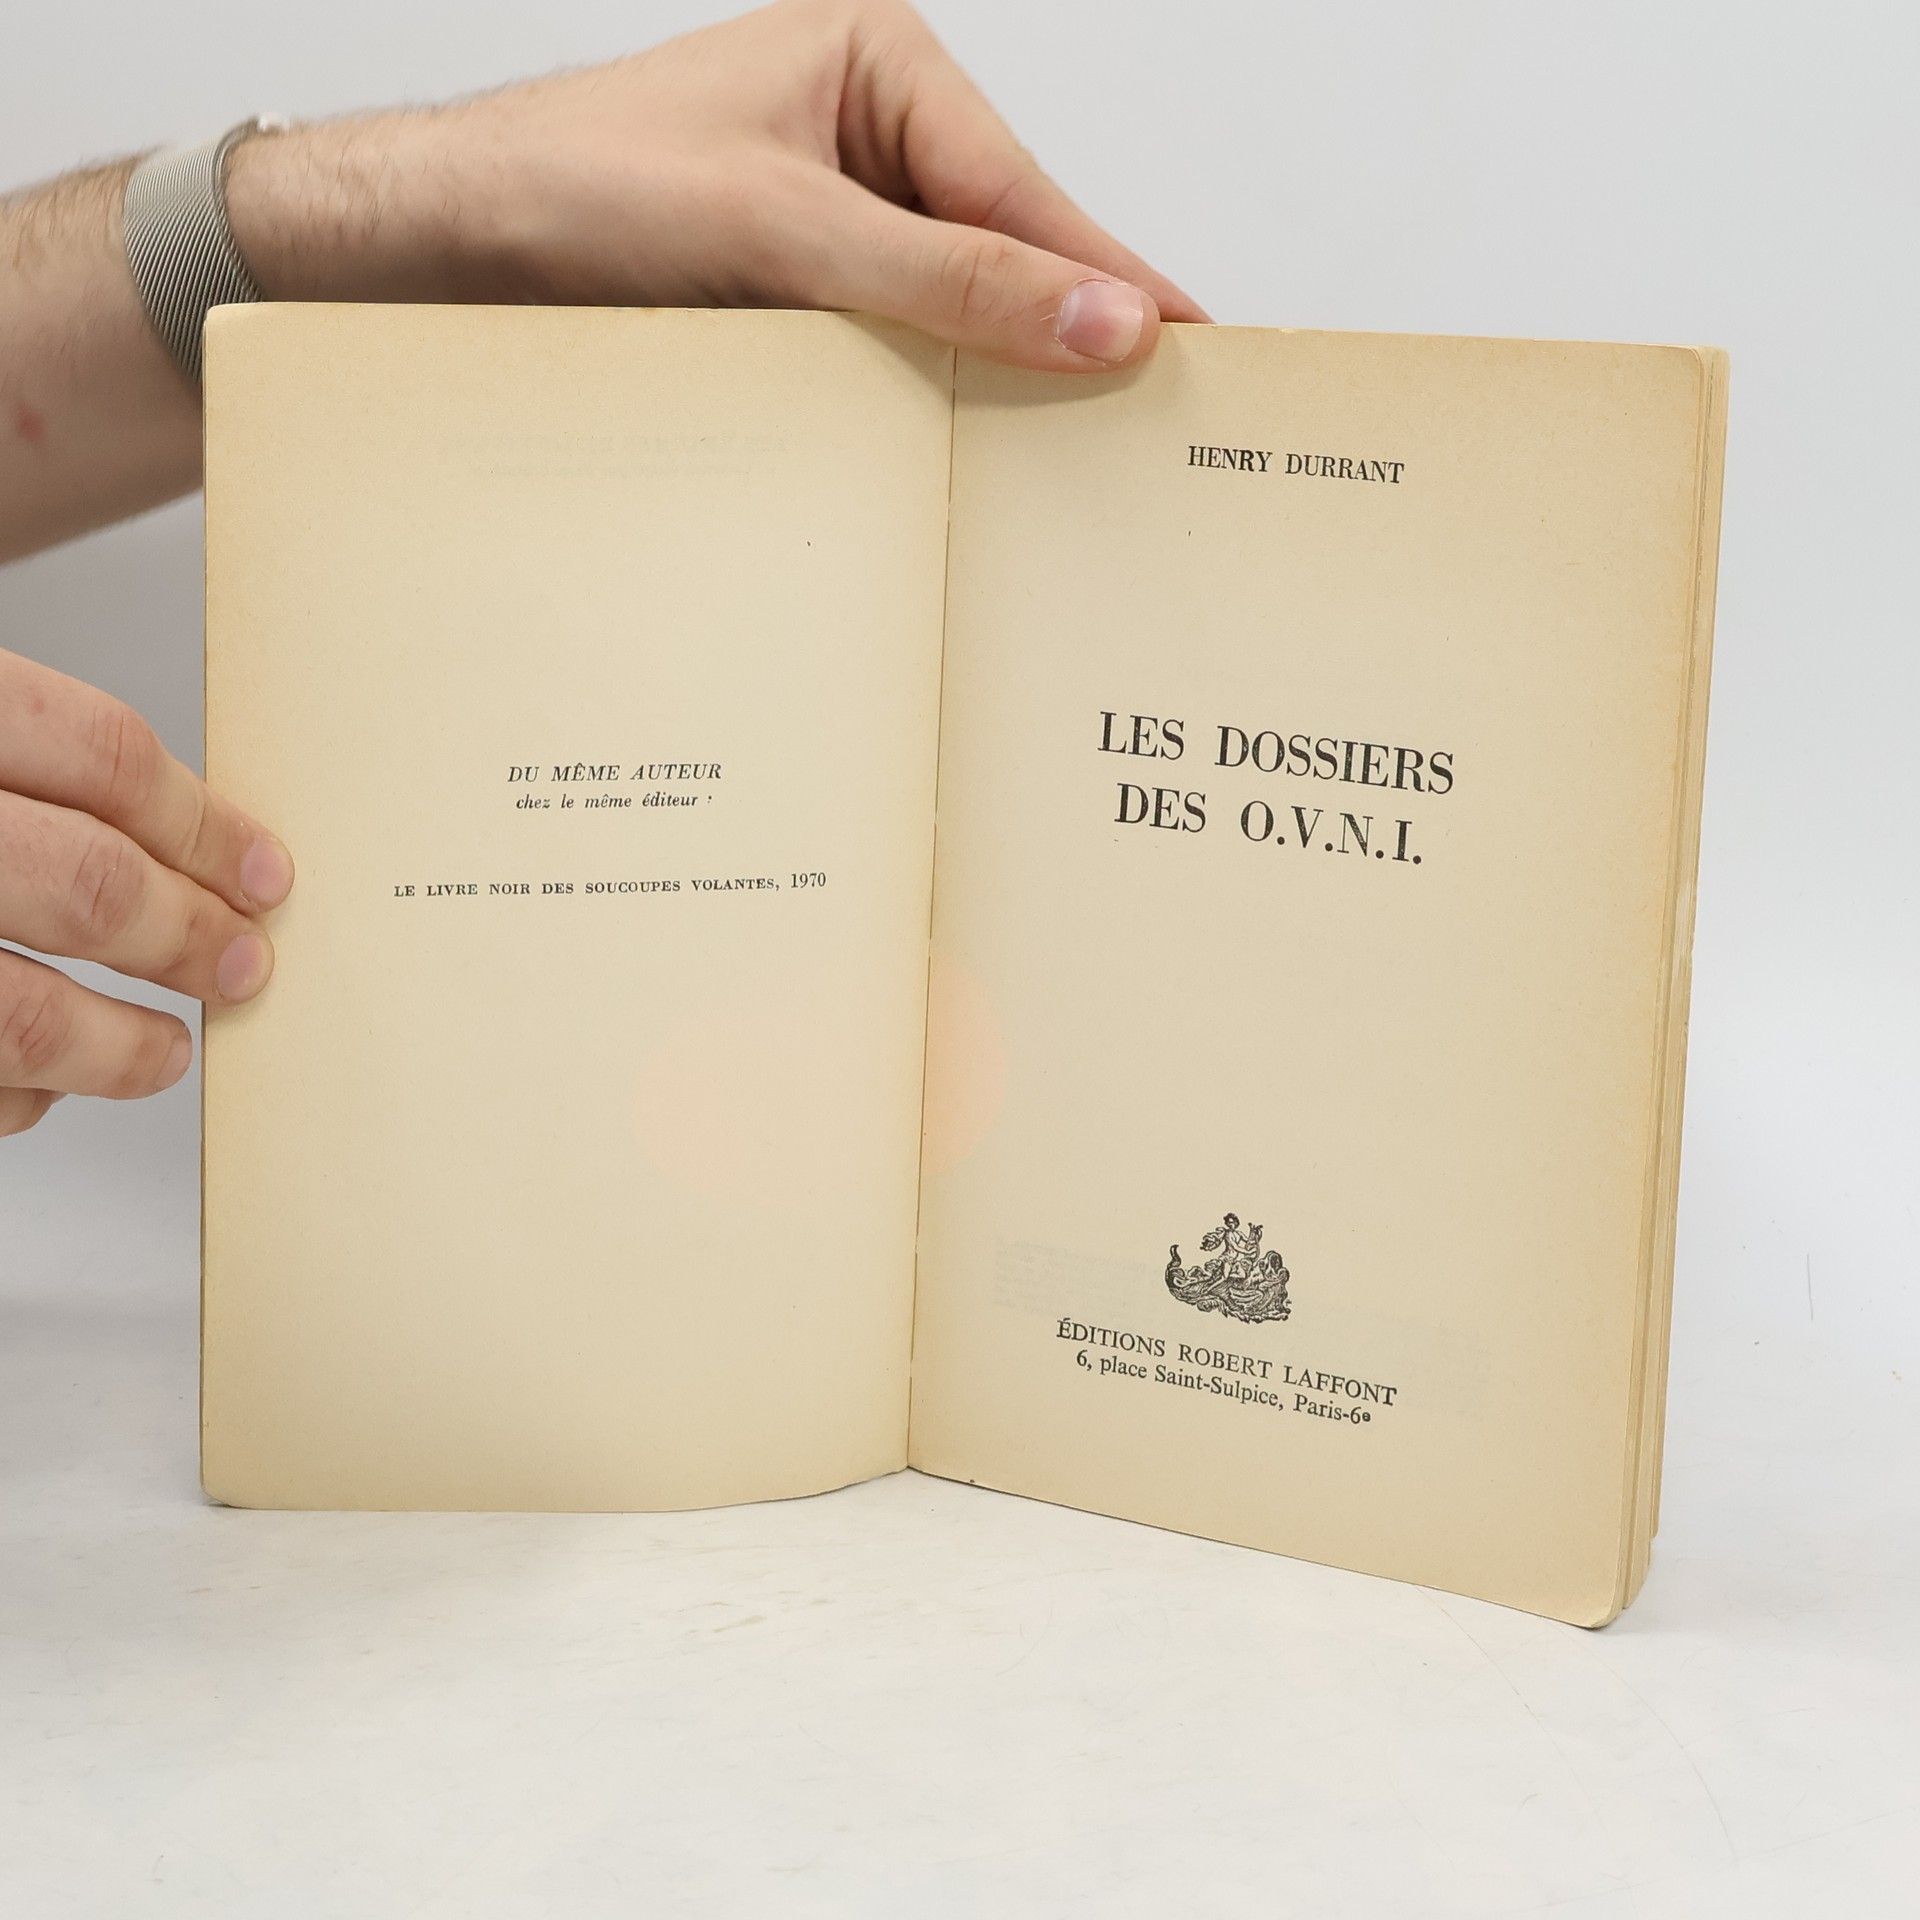 DU MÊME AUTEUR
chez le même éditeur :
LE LIVRE NOIR DES SOUCOUPES VOLANTES, 1970
HENRY DURRANT
LES DOSSIERS
DES O.V.N.I.
ÉDITIONS ROBERT LAFFONT
6, place Saint-Sulpice, Paris-6e